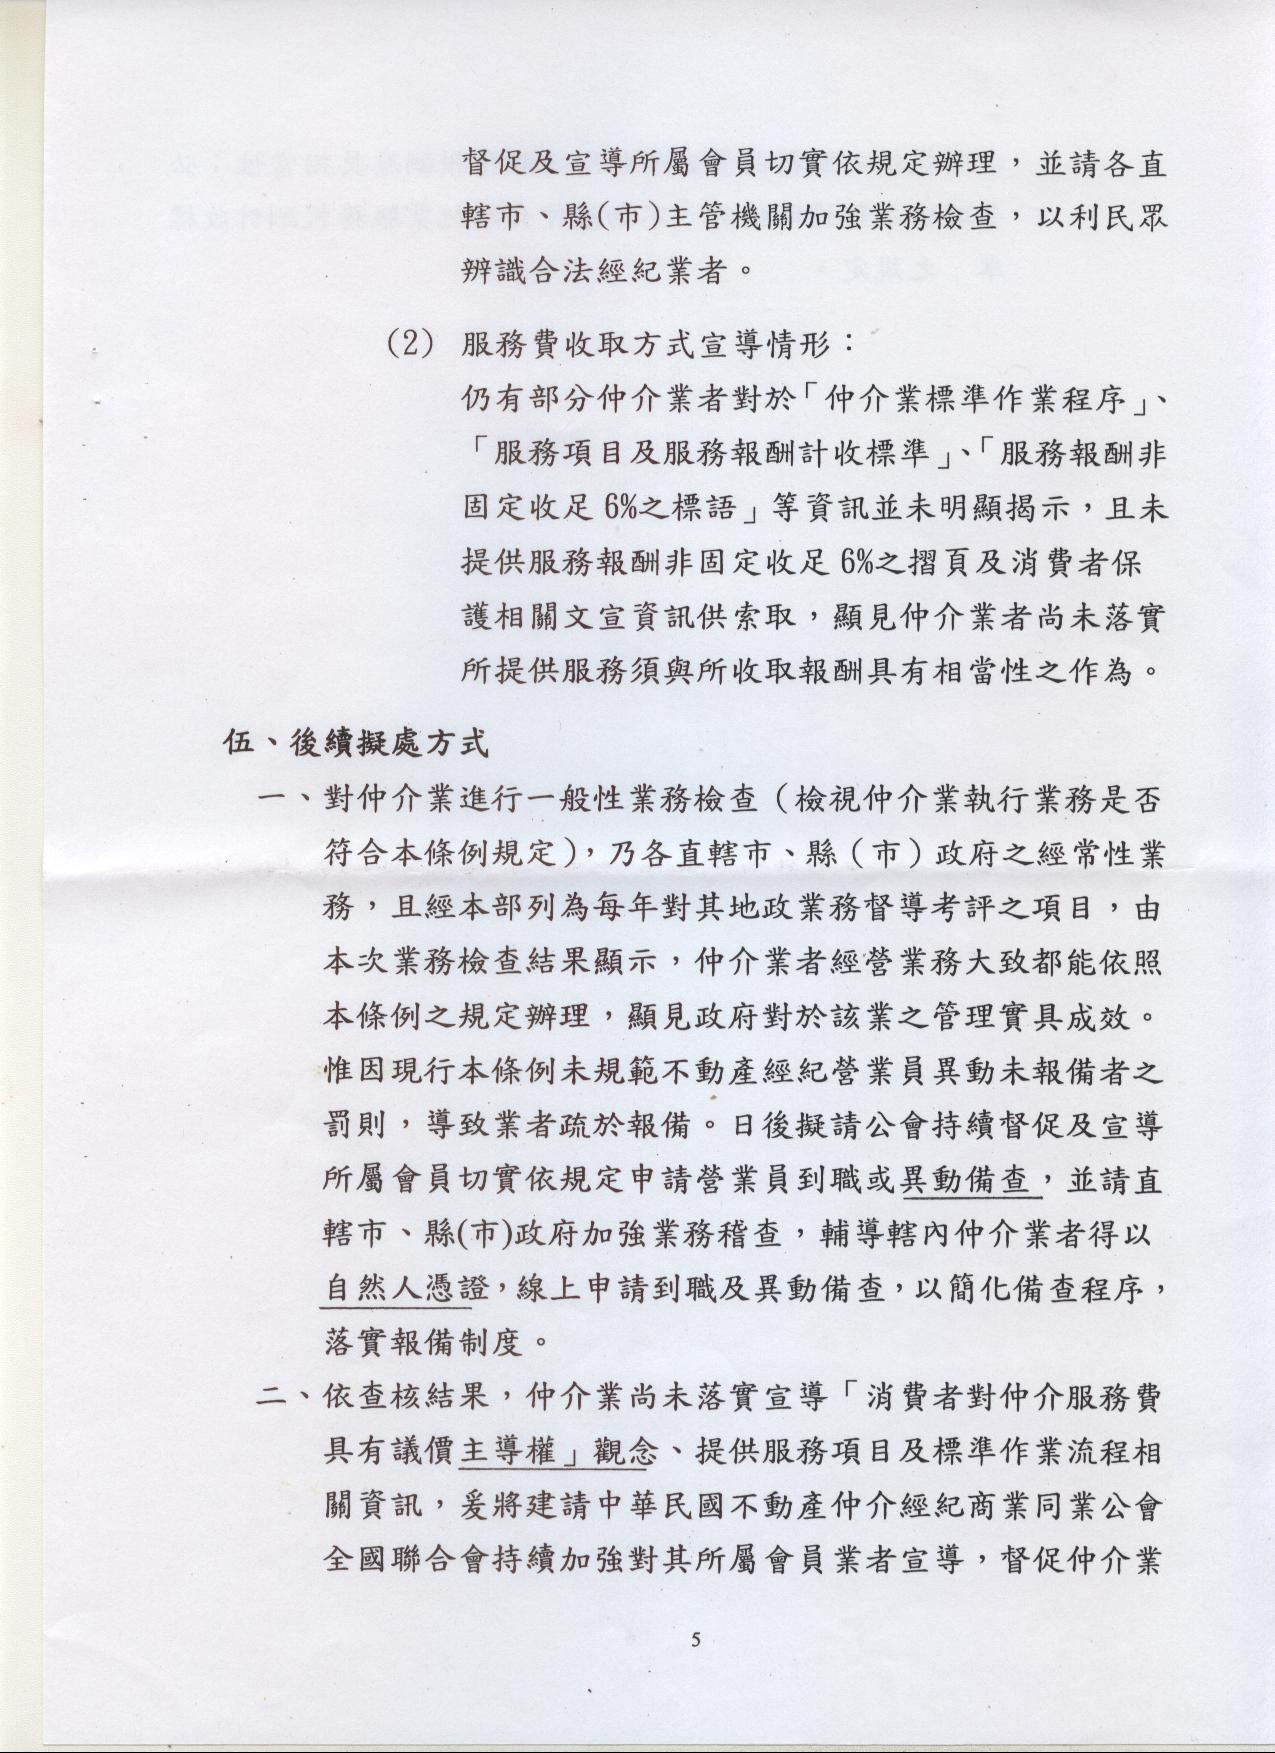 督促及宣導所屬會員切實依規定辦理，並請各直
轄市、縣(市)主管機關加強業務檢查，以利民眾
辨識合法經紀業者。
(2) 服務費收取方式宣導情形：
仍有部分仲介業者對於「仲介業標準作業程序」、
「服務項目及服務報酬計收標準」、「服務報酬非
固定收足 6%之標語」等資訊並未明顯揭示，且未
提供服務報酬非固定收足 6%之摺頁及消費者保
護相關文宣資訊供索取，顯見仲介業者尚未落實
所提供服務須與所收取報酬具有相當性之作為。
伍、後續擬處方式
一、對仲介業進行一般性業務檢查（檢視仲介業執行業務是否
符合本條例規定），乃各直轄市、縣（市）政府之經常性業
務，且經本部列為每年對其地政業務督導考評之項目，由
本次業務檢查結果顯示，仲介業者經營業務大致都能依照
本條例之規定辦理，顯見政府對於該業之管理實具成效。
惟因現行本條例未規範不動產經紀營業員異動未報備者之
罰則，導致業者疏於報備。日後擬請公會持續督促及宣導
所屬會員切實依規定申請營業員到職或異動備查，並請直
轄市、縣(市)政府加強業務稽查，輔導轄內仲介業者得以
自然人憑證，線上申請到職及異動備查，以簡化備查程序，
落實報備制度。
二、依查核結果，仲介業尚未落實宣導「消費者對仲介服務費
具有議價主導權」觀念、提供服務項目及標準作業流程相
關資訊，爰將建請中華民國不動產仲介經紀商業同業公會
全國聯合會持續加強對其所屬會員業者宣導，督促仲介業
5